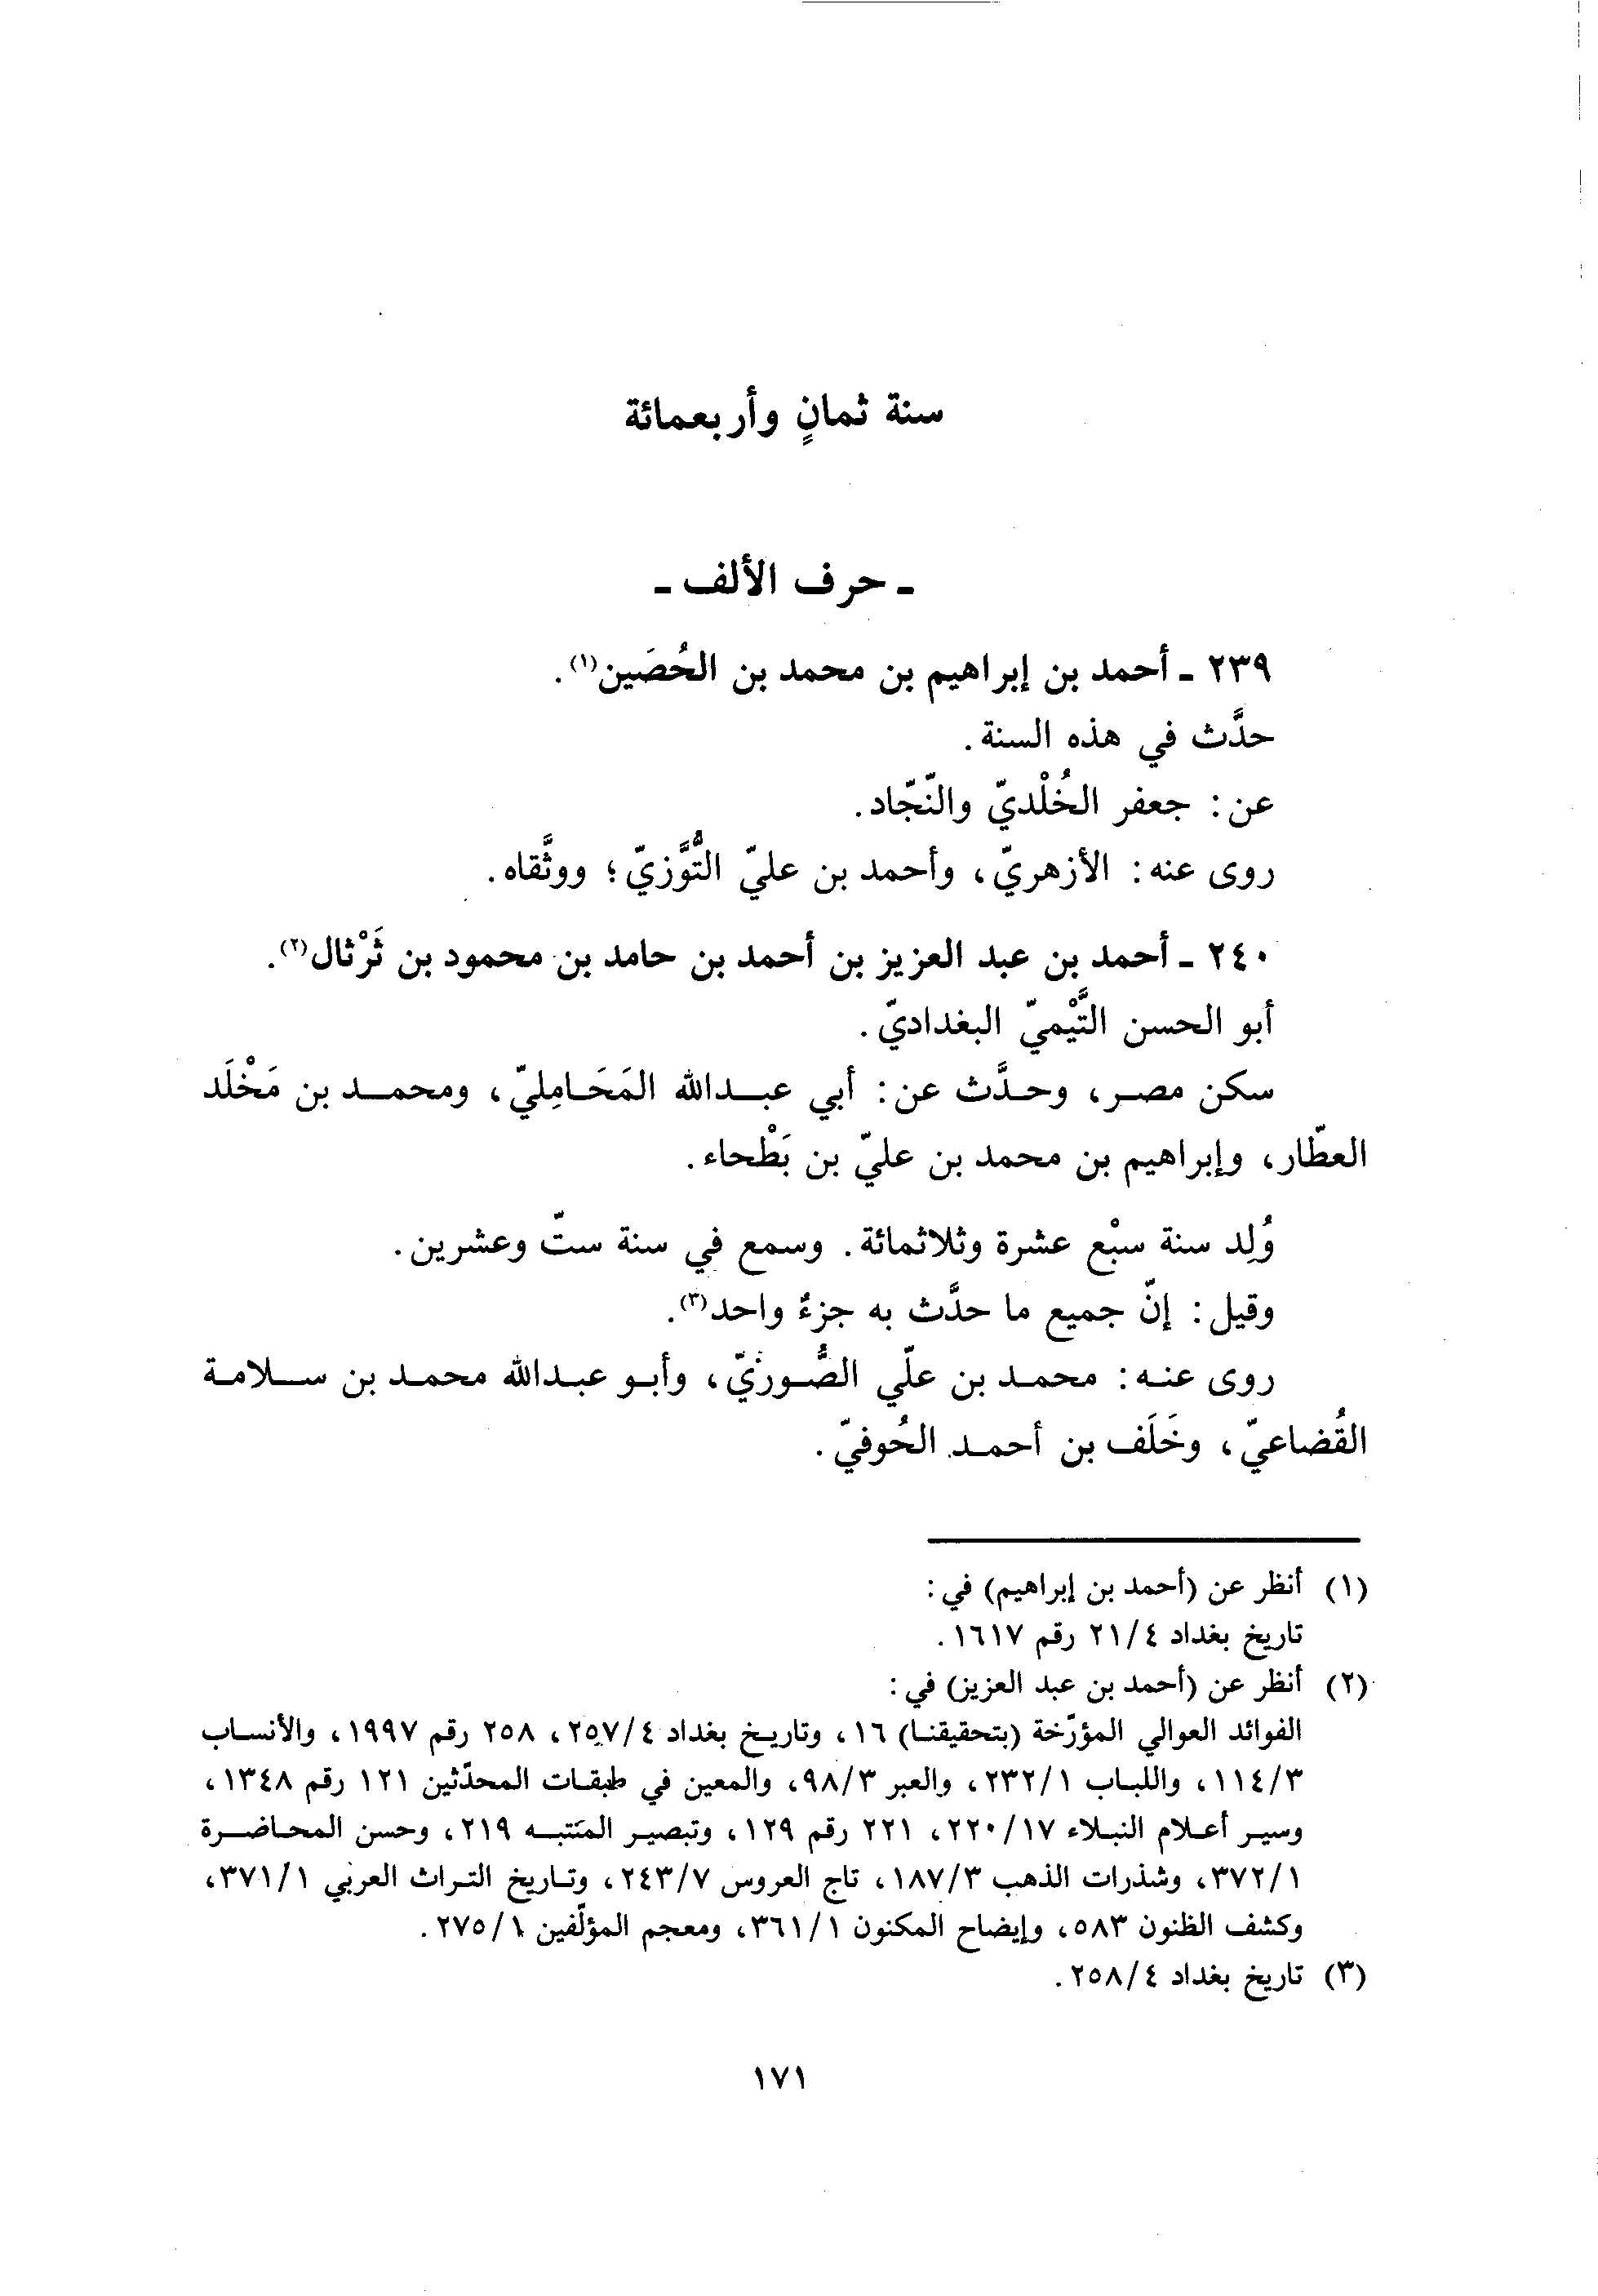 سنة ثمانٍ وأربعمائة
ـ حرف الألف ـ
٢٣٩ ـ أحمد بن إبراهيم بن محمد بن الحُصَين(١).
حدَّث في هذه السنة.
عن: جعفر الخُلْديّ والنّجّاد.
روى عنه: الأزهريّ، وأحمد بن عليّ التُّوَّزيّ؛ ووثَّقاه.
٢٤٠ ـ أحمد بن عبد العزيز بن أحمد بن حامد بن محمود بن ثَرْثال(٢).
أبو الحسن التَّيْميّ البغداديّ.
سكن مصر، وحدَّث عن: أبي عبدالله المَحَامِليّ، ومحمد بن مَخْلَد
العطّار، وإبراهيم بن محمد بن عليّ بن بَطْحاء.
وُلِد سنة سبْع عشرة وثلاثمائة. وسمع في سنة ستّ وعشرين.
وقيل: إنّ جميع ما حدَّث به جزءٌ واحد(٣).
روى عنه: محمد بن علّي الصُّوريّ، وأبو عبدالله محمد بن سلامة
القُضاعيّ، وخَلَف بن أحمد الحُوفيّ.
(١) أنظر عن (أحمد بن إبراهيم) في:
تاريخ بغداد ٤/ ٢١ رقم ١٦١٧.
(٢) أنظر عن (أحمد بن عبد العزيز) في:
الفوائد العوالي المؤرّخة (بتحقيقنا) ١٦، وتاريخ بغداد ٤/ ٢٥٧، ٢٥٨ رقم ١٩٩٧، والأنساب
٣/ ١١٤، واللباب ١/ ٢٣٢، والعبر ٣/ ٩٨، والمعين في طبقات المحدّثين ١٢١ رقم ١٣٤٨،
وسير أعلام النبلاء ١٧/ ٢٢٠، ٢٢١ رقم ١٢٩، وتبصير المنتبه ٢١٩، وحسن المحاضرة
١/ ٣٧٢، وشذرات الذهب ٣/ ١٨٧، تاج العروس ٧/ ٢٤٣، وتاريخ التراث العربي ١/ ٣٧١،
وكشف الظنون ٥٨٣، وإيضاح المكنون ١/ ٣٦١، ومعجم المؤلّفين ١/ ٢٧٥.
(٣) تاريخ بغداد ٤/ ٢٥٨.
١٧١